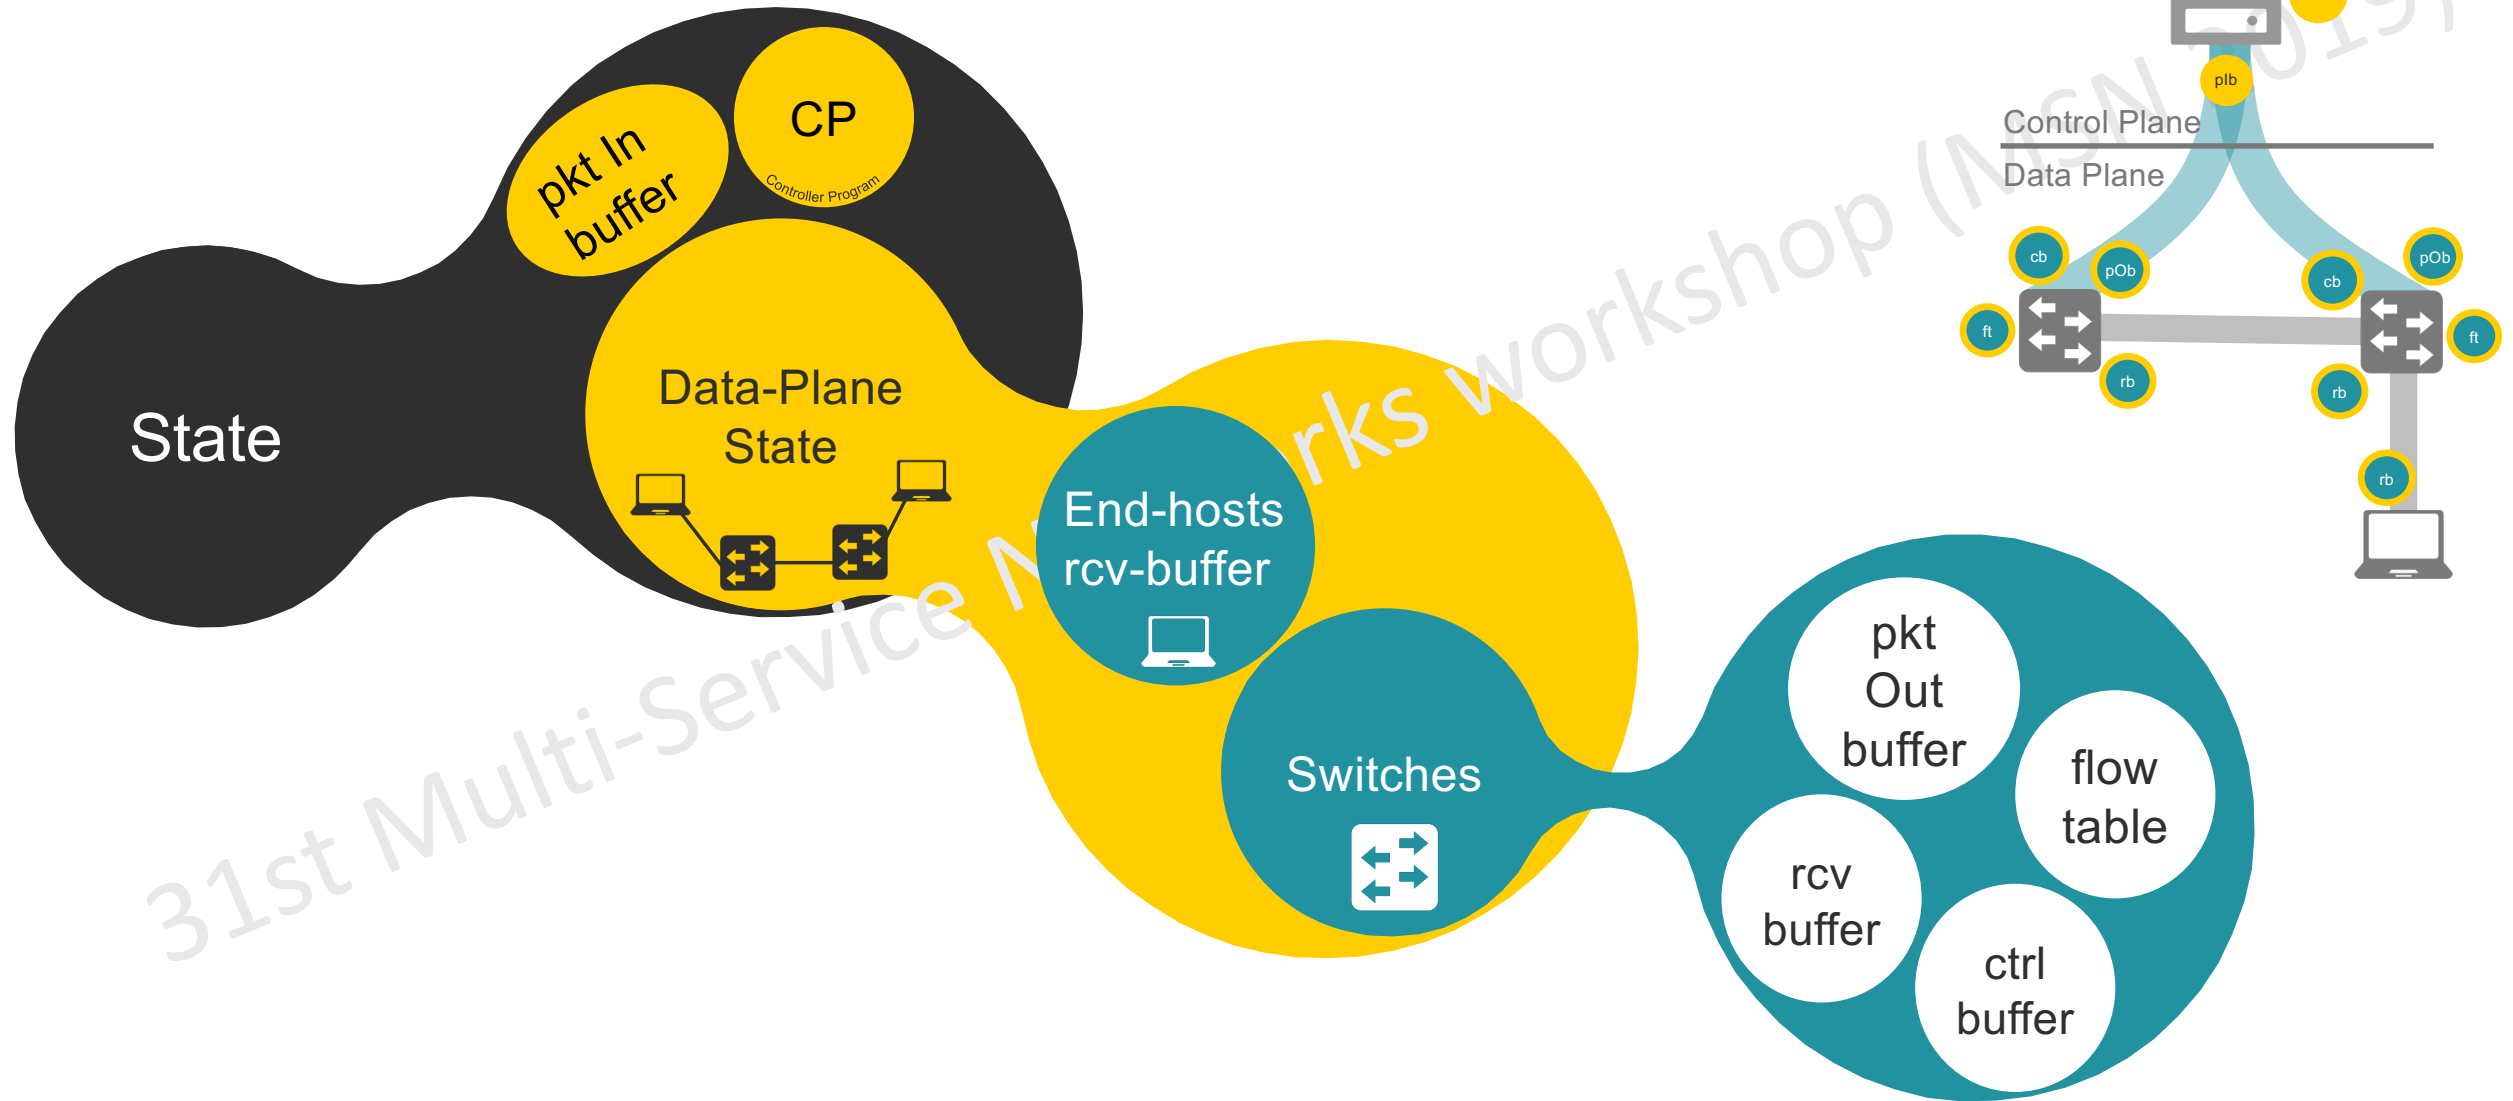 State
pkt In
buffer
CP
Controller Program
Data-Plane
State
End-hosts
rcv-buffer
Switches
pkt
Out
buffer
flow
table
rcv
buffer
ctrl
buffer
pIb
Control Plane
Data Plane
cb
pOb
cb
pOb
ft
ft
rb
rb
rb
31st Multi-Service N rks workshop (MSN 2019)